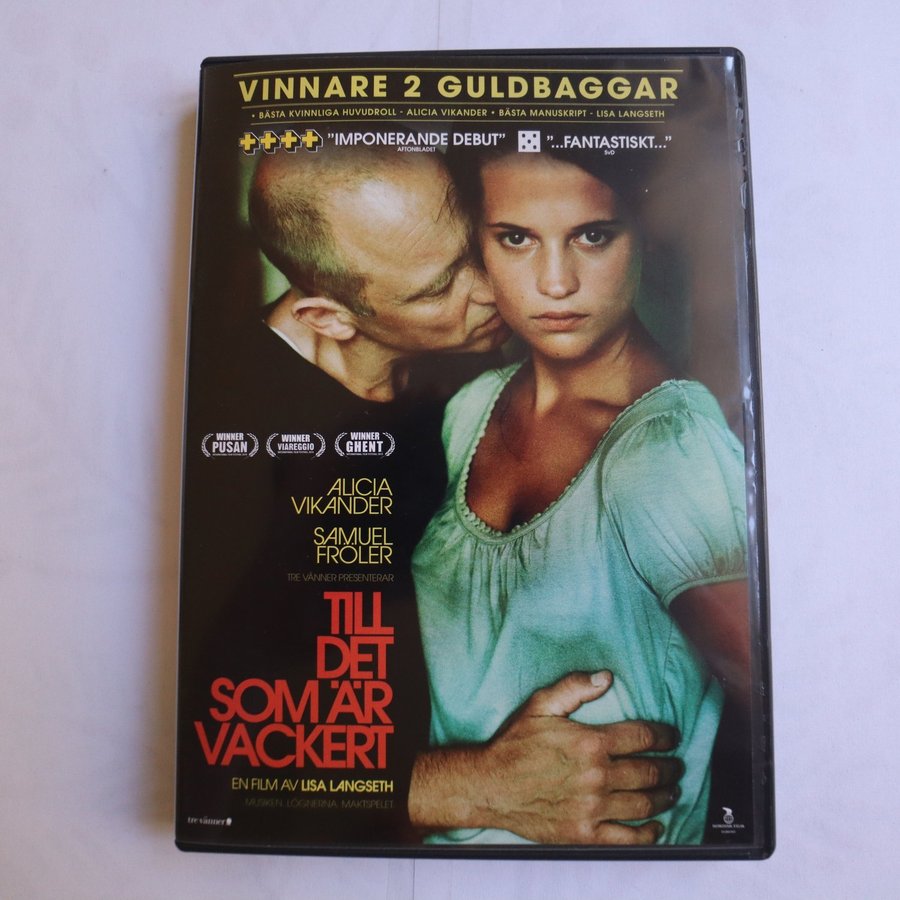 VINNARE 2 GULDBAGGAR
• BÄSTA KVINNLIGA HUVUDROLL - ALICIA VIKANDER • BÄSTA MANUSKRIPT - LISA LANGSETH
"IMPONERANDE DEBUT"
AFTONBLADET
"...FANTASTISKT..."
SvD
WINNER
PUSAN
WINNER
VIAREGGIO
WINNER
GHENT
ALICIA
VIKANDER
SAMUEL
FRÖLER
TRE VÄNNER PRESENTERAR
TILL
DET
SOM ÄR
VACKERT
EN FILM AV LISA LANGSETH
MUSIKEN. LÖGNERNA. MAKTSPELET.
tre vänner
NORDISK FILM